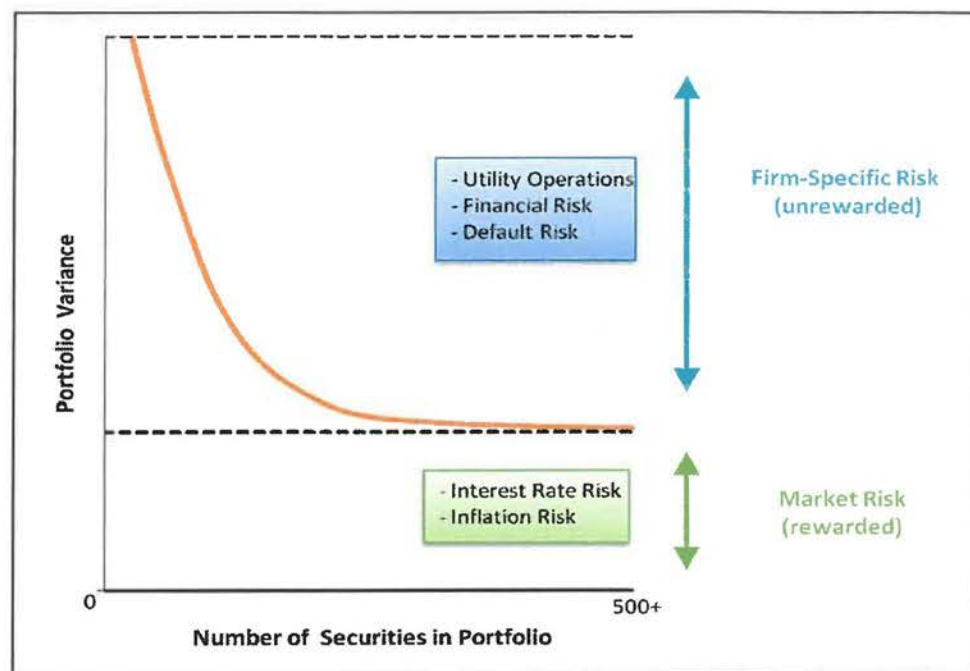 Portfolio Variance
- Utility Operations
- Financial Risk
- Default Risk
Firm-Specific Risk
(unrewarded)
- Interest Rate Risk
- Inflation Risk
Market Risk
(rewarded)
0
500+
Number of Securities in Portfolio